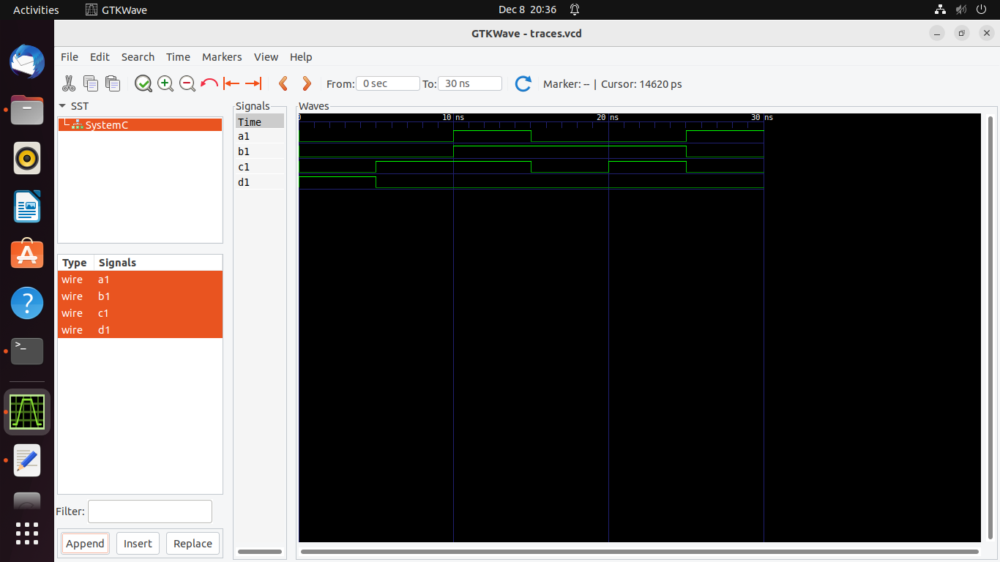 Activities GTKWave Dec 8 20:36
GTKWave - traces.vcd
File Edit Search Time Markers View Help
From: 0 sec To: 30 ns Marker: -- | Cursor: 14620 ps
SST
SystemC
Type Signals
wire a1
wire b1
wire c1
wire d1
Filter:
Append Insert Replace
Signals
Time
a1
b1
c1
d1
Waves
0 10 ns 20 ns 30 ns
>_
?